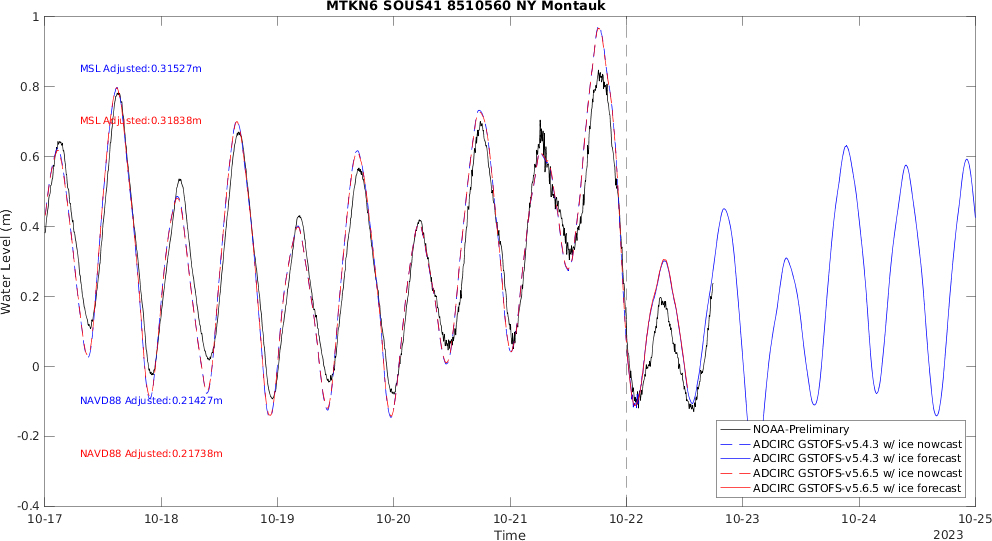 MTKN6 SOUS41 8510560 NY Montauk
1
0.8
0.6
0.4
0.2
0
-0.2
-0.4
Water Level (m)
MSL Adjusted:0.31527m
MSL Adjusted:0.31838m
NAVD88 Adjusted:0.21427m
NAVD88 Adjusted:0.21738m
NOAA-Preliminary
ADCIRC GSTOFS-v5.4.3 w/ ice nowcast
ADCIRC GSTOFS-v5.4.3 w/ ice forecast
ADCIRC GSTOFS-v5.6.5 w/ ice nowcast
ADCIRC GSTOFS-v5.6.5 w/ ice forecast
10-17 10-18 10-19 10-20 10-21 10-22 10-23 10-24 10-25
Time
2023